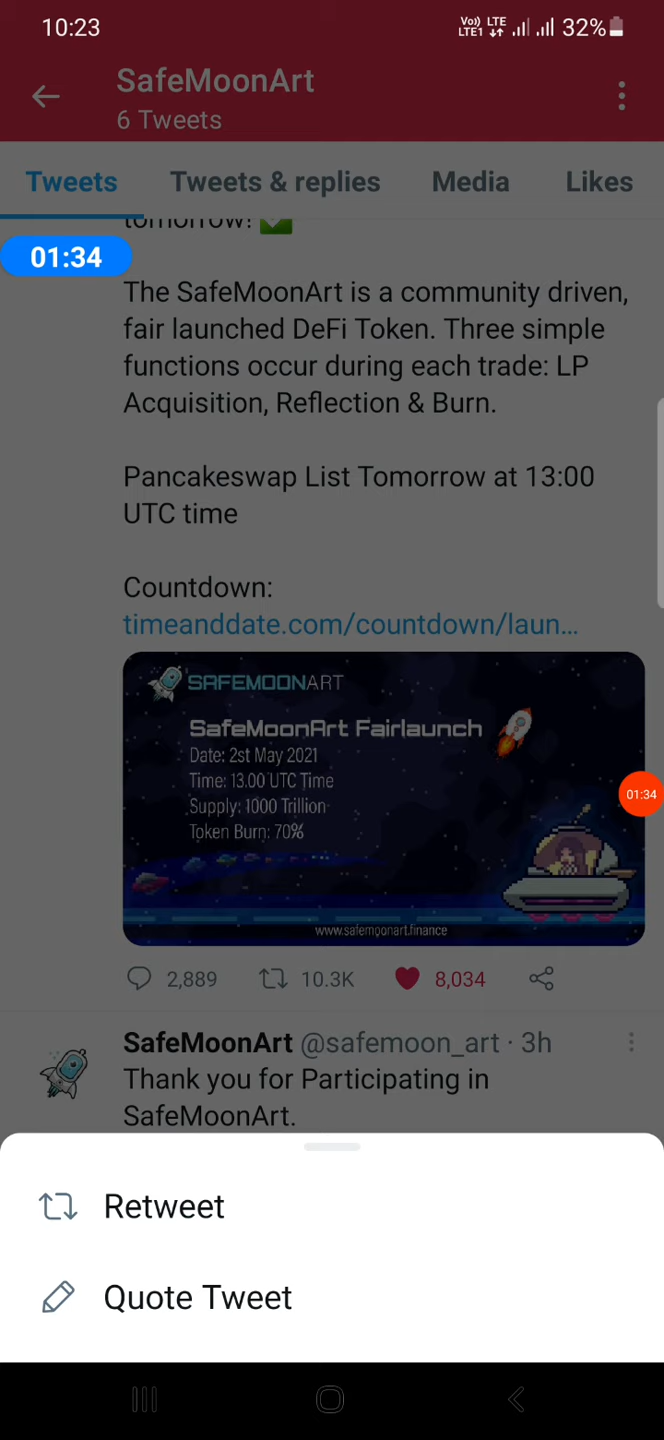 10:23
Vo)) LTE
LTE1
32%
SafeMoonArt
6 Tweets
Tweets
Tweets & replies
Media
Likes
tomorrow!
01:34
The SafeMoonArt is a community driven,
fair launched DeFi Token. Three simple
functions occur during each trade: LP
Acquisition, Reflection & Burn.
Pancakeswap List Tomorrow at 13:00
UTC time
Countdown:
timeanddate.com/countdown/laun...
SAFEMOONART
SafeMoonArt Fairlaunch
Date: 2st May 2021
Time: 13.00 UTC Time
Supply: 1000 Trillion
Token Burn: 70%
01:34
www.safemoonart.finance
2,889
10.3K
8,034
SafeMoonArt @safemoon_art · 3h
Thank you for Participating in
SafeMoonArt.
Retweet
Quote Tweet